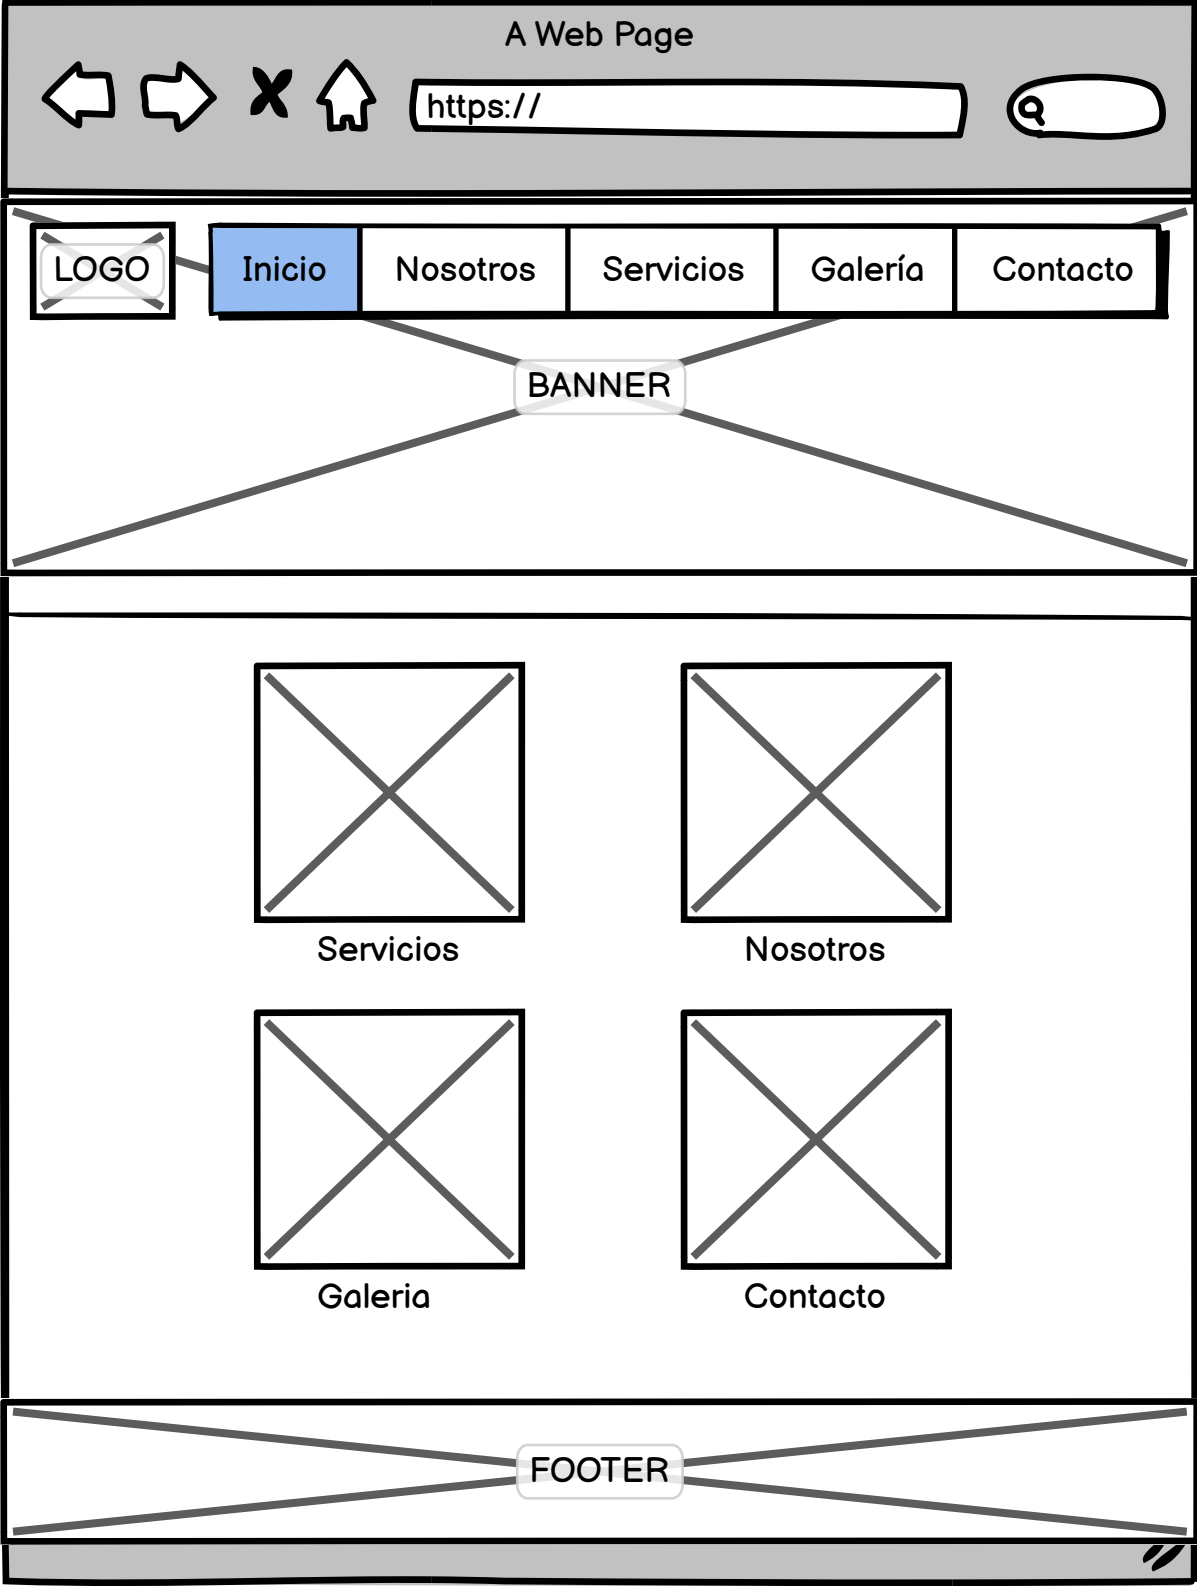 A Web Page
https://
LOGO
Inicio Nosotros Servicios Galería Contacto
BANNER
Servicios Nosotros
Galeria Contacto
FOOTER